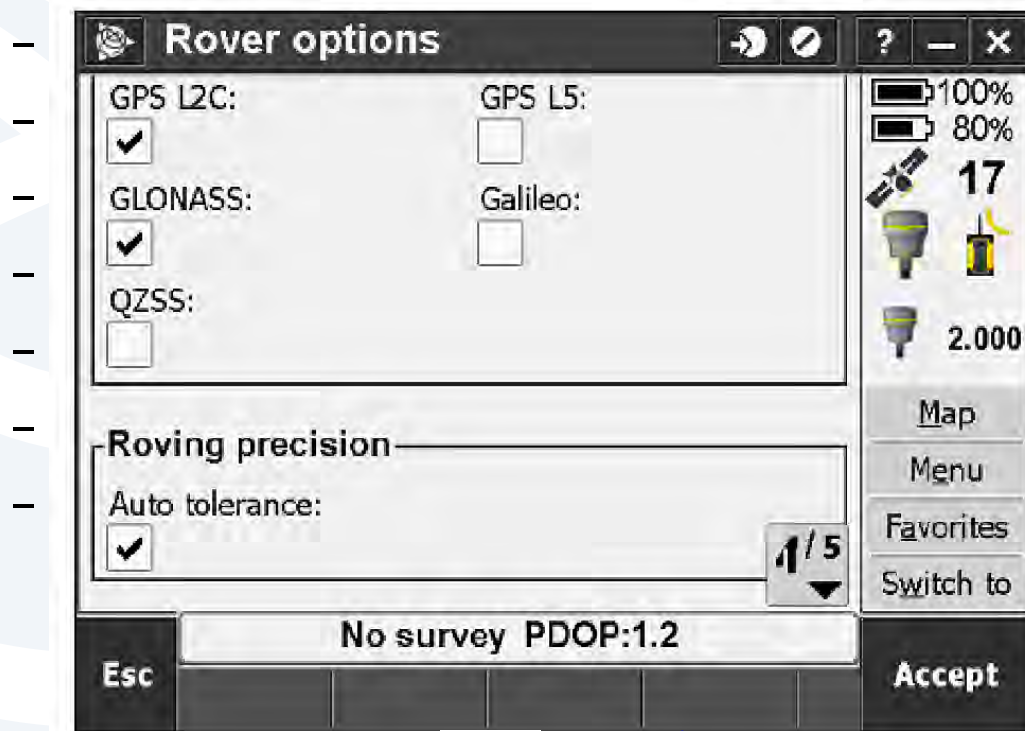 Rover options
? – ×
GPS L2C: GPS L5:
GLONASS: Galileo:
QZSS:
Roving precision
Auto tolerance:
4/5
100%
80%
17
2.000
Map
Menu
Favorites
Switch to
No survey PDOP:1.2
Esc
Accept